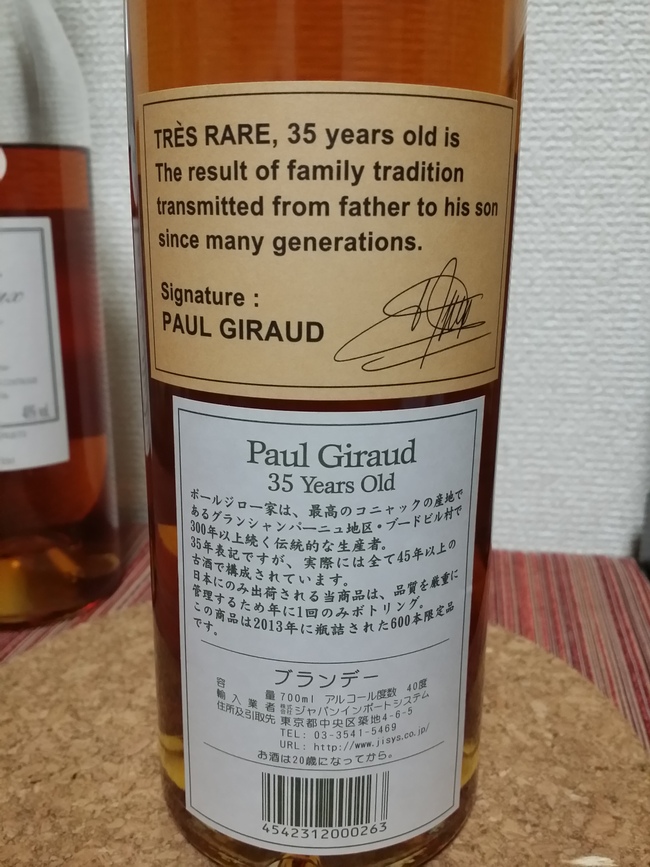 TRÈS RARE, 35 years old is
The result of family tradition
transmitted from father to his son
since many generations.
Signature :
PAUL GIRAUD
Paul Giraud
35 Years Old
ポールジロー家は、最高のコニャックの産地で
あるグランシャンパーニュ地区・ブードビル村で
300年以上続く伝統的な生産者。
35年表記ですが、実際には全て45年以上の
古酒で構成されています。
日本にのみ出荷される当商品は、品質を厳重に
管理するため年に1回のみボトリング。
この商品は2013年に瓶詰された600本限定品
です。
ブランデー
容量 700ml アルコール度数 40度
輸入業者 株式会社 ジャパンインポートシステム
住所及引取先 東京都中央区築地4-6-5
TEL: 03-3541-5469
URL: http://www.jisys.co.jp/
お酒は20歳になってから。
4542312000263